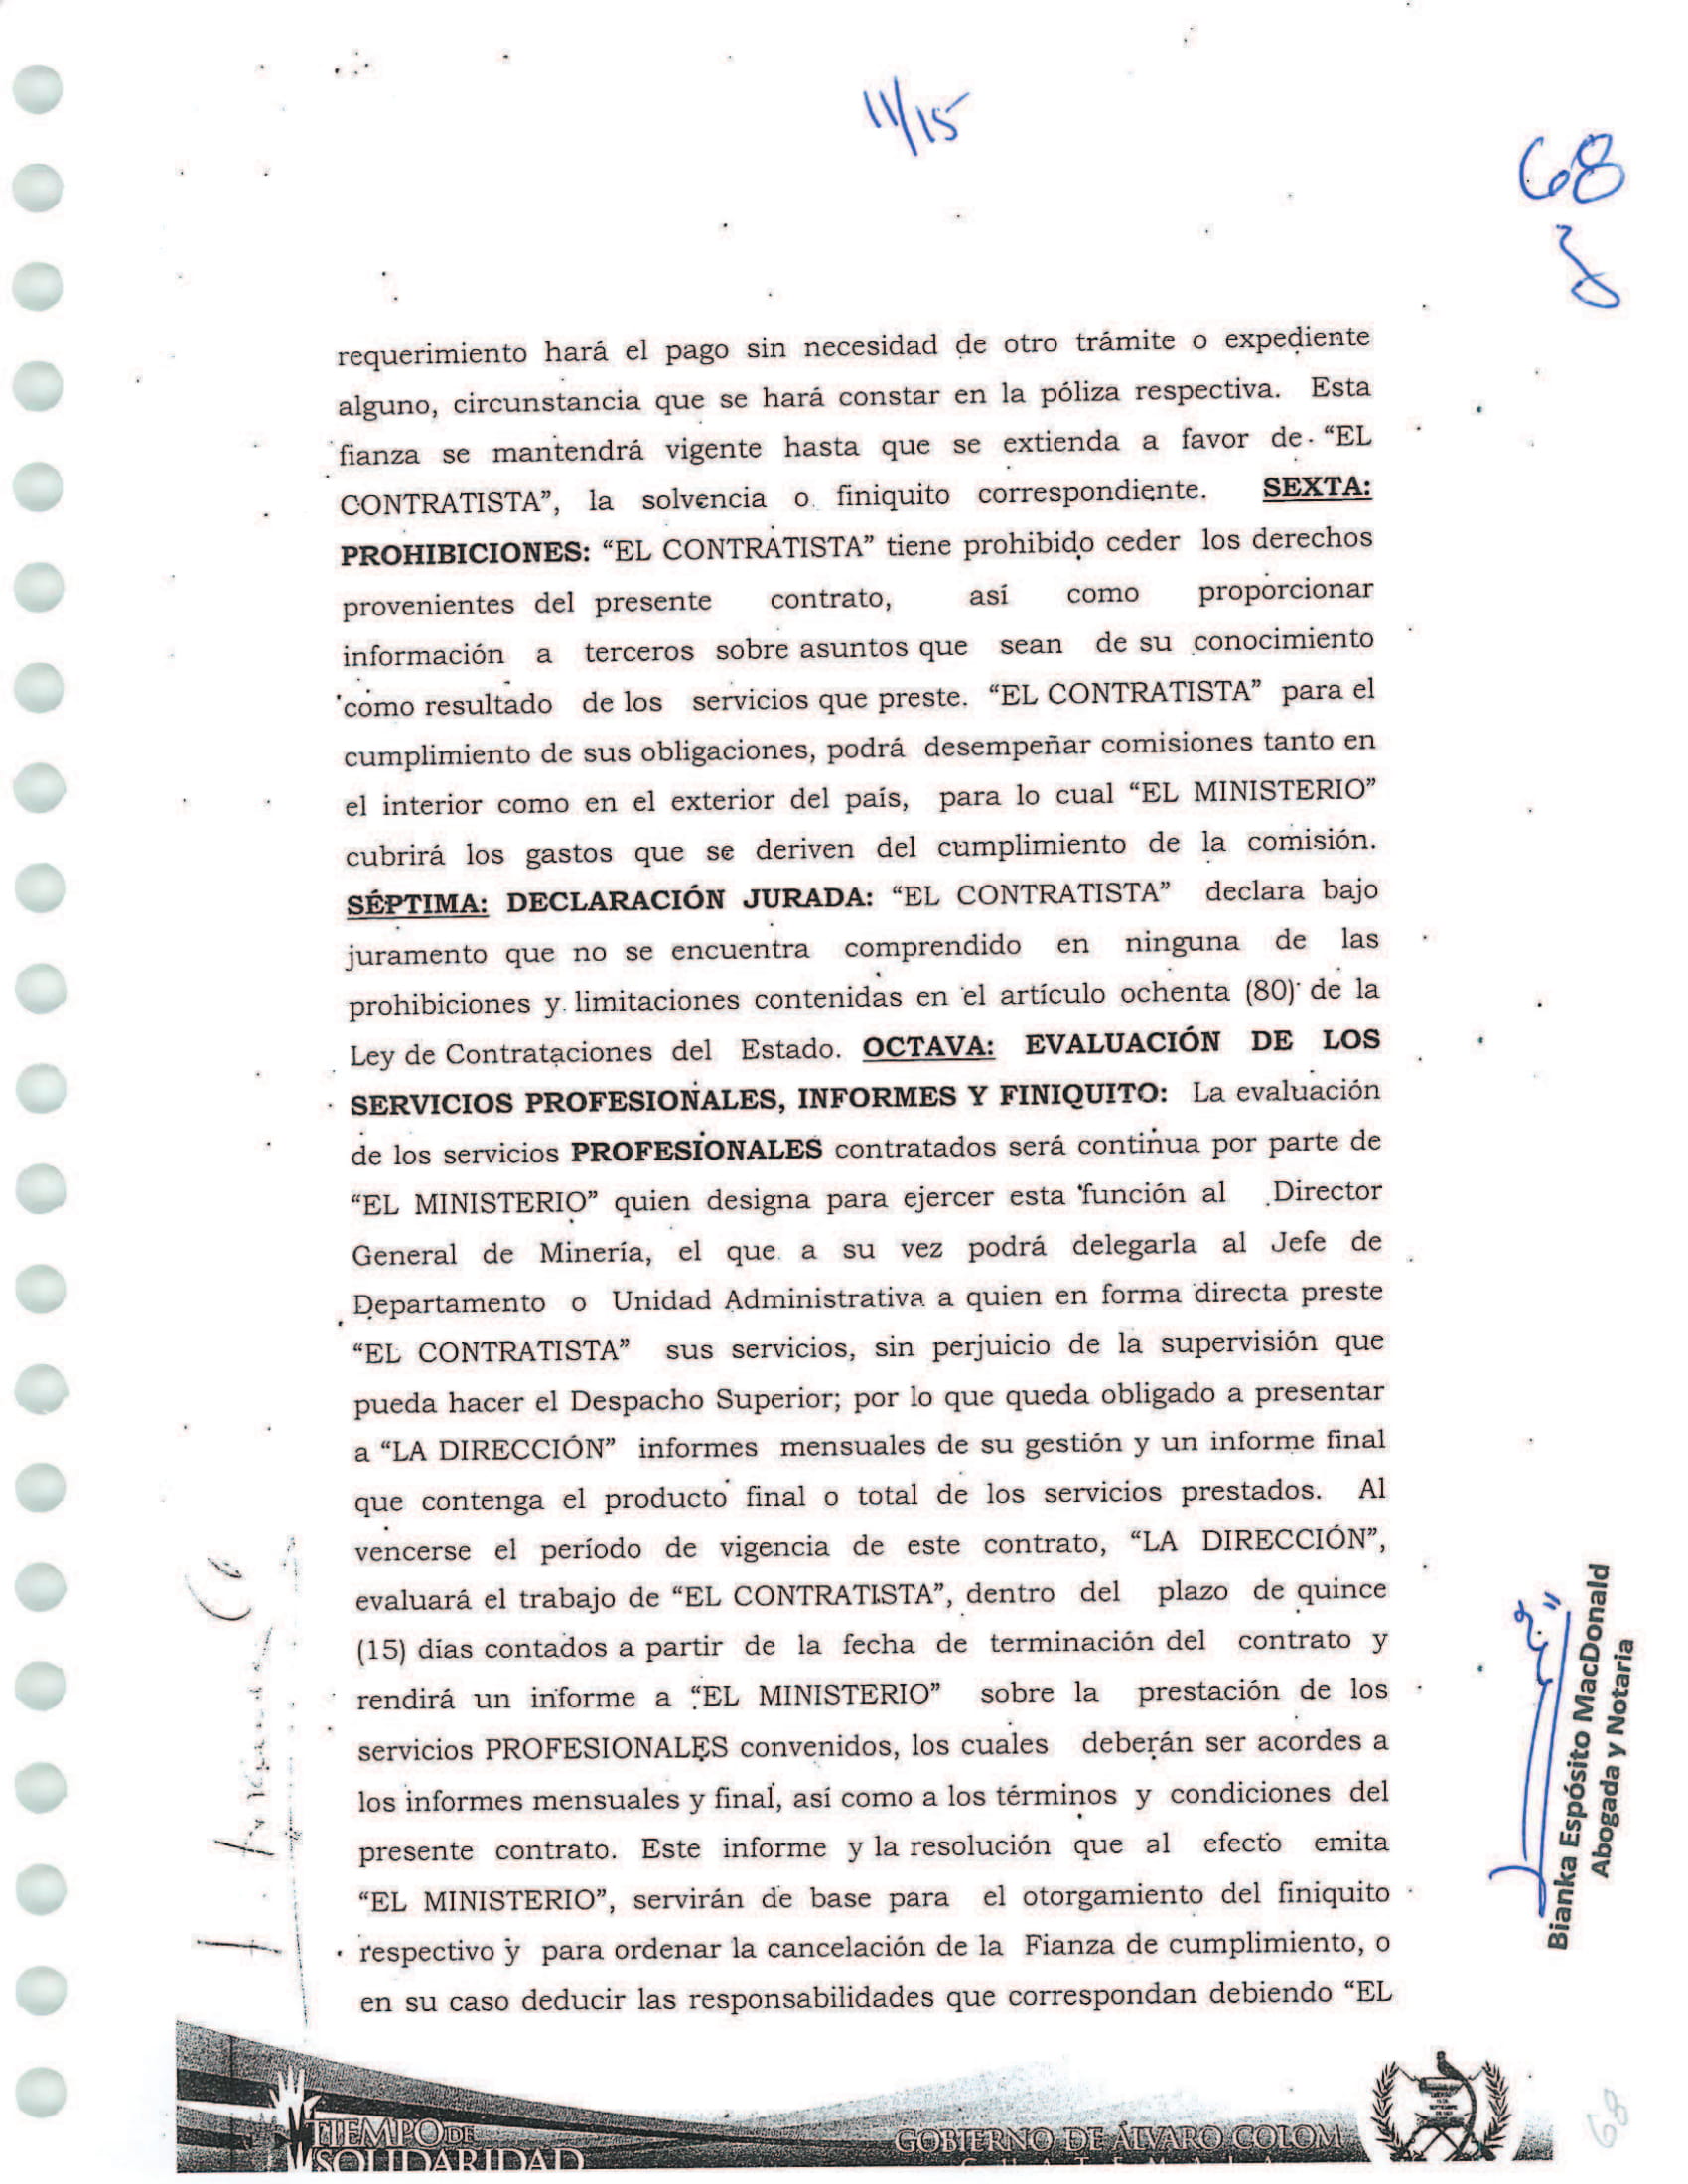 11/15
68
requerimiento hará el pago sin necesidad de otro trámite o expediente
alguno, circunstancia que se hará constar en la póliza respectiva. Esta
fianza se mantendrá vigente hasta que se extienda a favor de “EL
CONTRATISTA”, la solvencia o finiquito correspondiente. SEXTA:
PROHIBICIONES: “EL CONTRATISTA” tiene prohibido ceder los derechos
provenientes del presente contrato, así como proporcionar
información a terceros sobre asuntos que sean de su conocimiento
como resultado de los servicios que preste. “EL CONTRATISTA” para el
cumplimiento de sus obligaciones, podrá desempeñar comisiones tanto en
el interior como en el exterior del país, para lo cual “EL MINISTERIO”
cubrirá los gastos que se deriven del cumplimiento de la comisión.
SÉPTIMA: DECLARACIÓN JURADA: “EL CONTRATISTA” declara bajo
juramento que no se encuentra comprendido en ninguna de las
prohibiciones y limitaciones contenidas en el artículo ochenta (80) de la
Ley de Contrataciones del Estado. OCTAVA: EVALUACIÓN DE LOS
SERVICIOS PROFESIONALES, INFORMES Y FINIQUITO: La evaluación
de los servicios PROFESIONALES contratados será continua por parte de
“EL MINISTERIO” quien designa para ejercer esta función al Director
General de Minería, el que a su vez podrá delegarla al Jefe de
Departamento o Unidad Administrativa a quien en forma directa preste
“EL CONTRATISTA” sus servicios, sin perjuicio de la supervisión que
pueda hacer el Despacho Superior; por lo que queda obligado a presentar
a “LA DIRECCIÓN” informes mensuales de su gestión y un informe final
que contenga el producto final o total de los servicios prestados. Al
vencerse el período de vigencia de este contrato, “LA DIRECCIÓN”,
evaluará el trabajo de “EL CONTRATISTA”, dentro del plazo de quince
(15) días contados a partir de la fecha de terminación del contrato y
rendirá un informe a “EL MINISTERIO” sobre la prestación de los
servicios PROFESIONALES convenidos, los cuales deberán ser acordes a
los informes mensuales y final, así como a los términos y condiciones del
presente contrato. Este informe y la resolución que al efecto emita
“EL MINISTERIO”, servirán de base para el otorgamiento del finiquito
respectivo y para ordenar la cancelación de la Fianza de cumplimiento, o
en su caso deducir las responsabilidades que correspondan debiendo “EL
Bianka Espósito MacDonald
Abogada y Notaria
TIEMPO DE
SOLIDARIDAD
GOBIERNO DE ÁLVARO COLOM
GUATEMALA
68